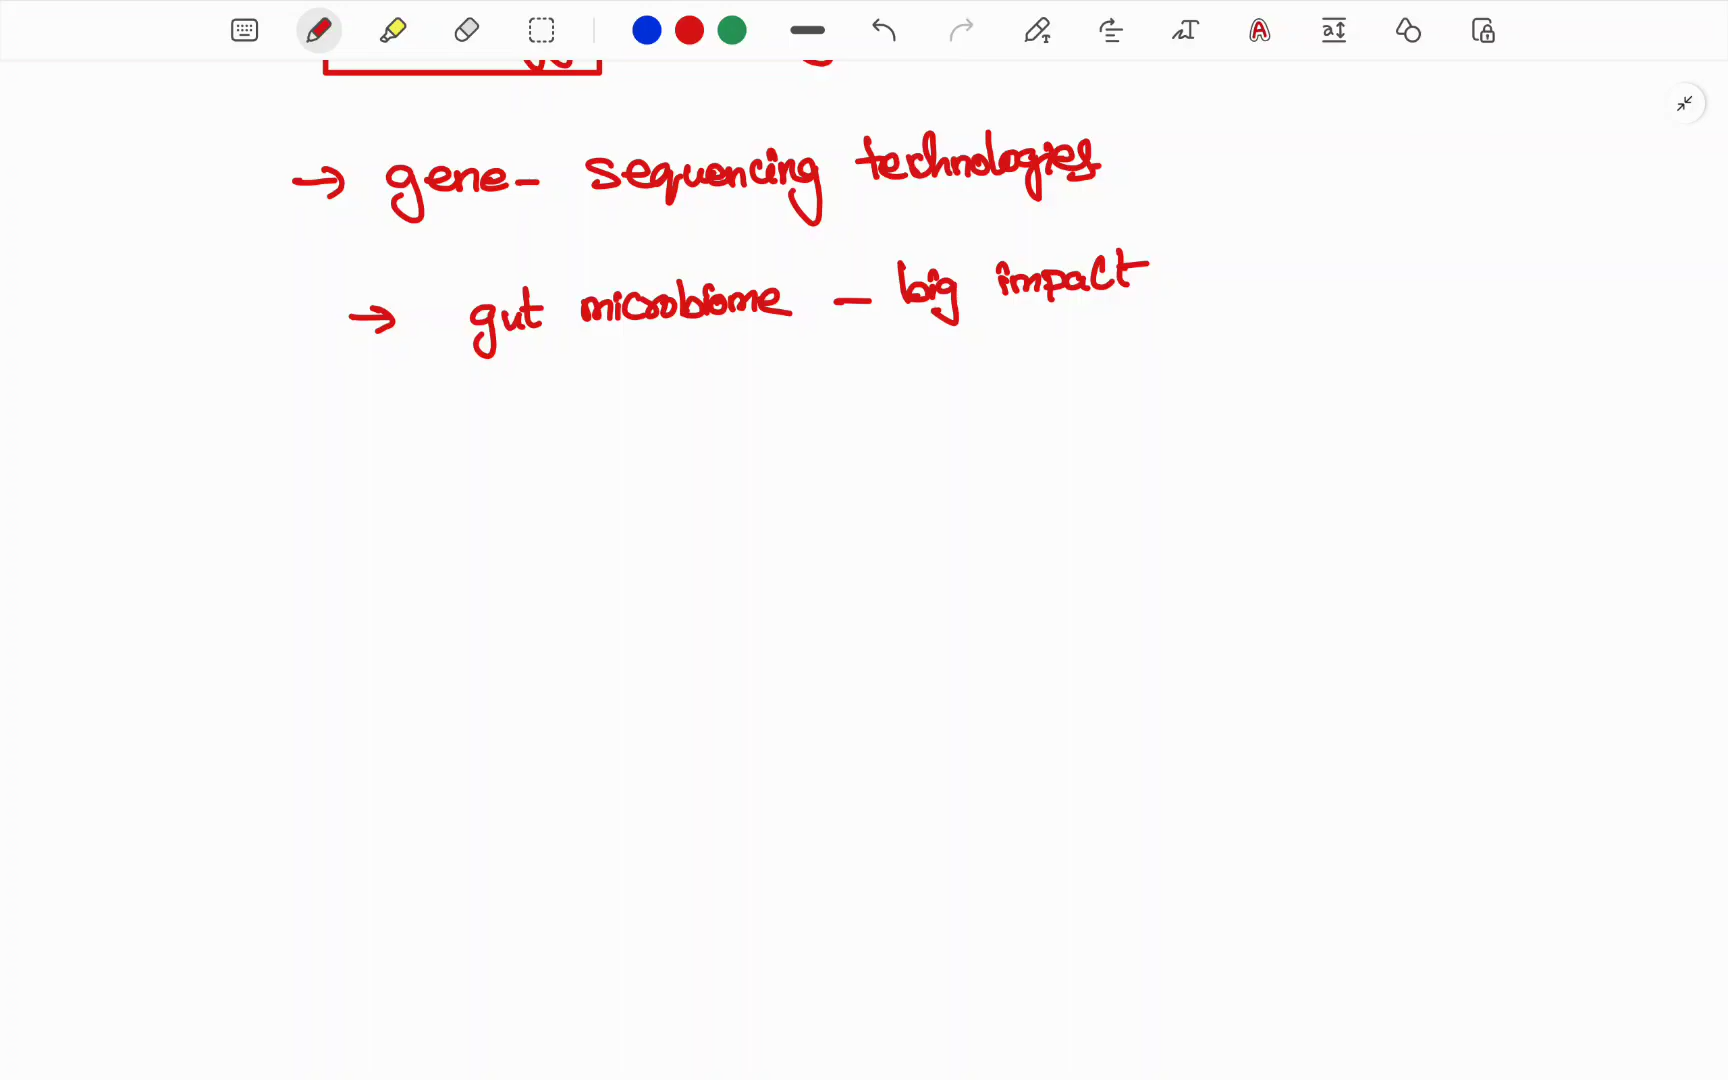 → gene- sequencing technologies
→ gut microbiome - big impact